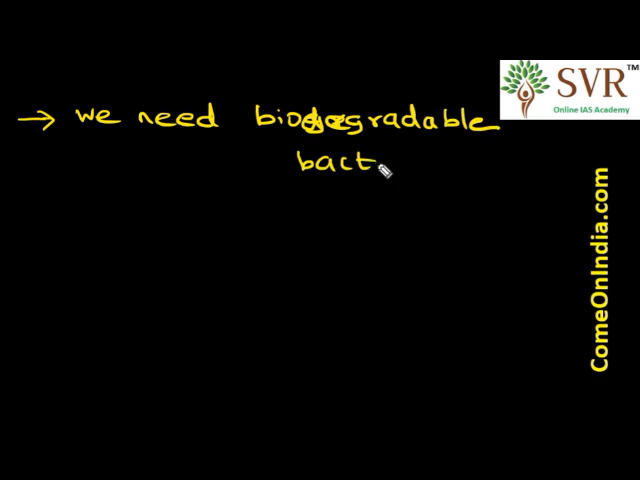 → we need biodegradable
bact
SVR™
Online IAS Academy
ComeOnIndia.com